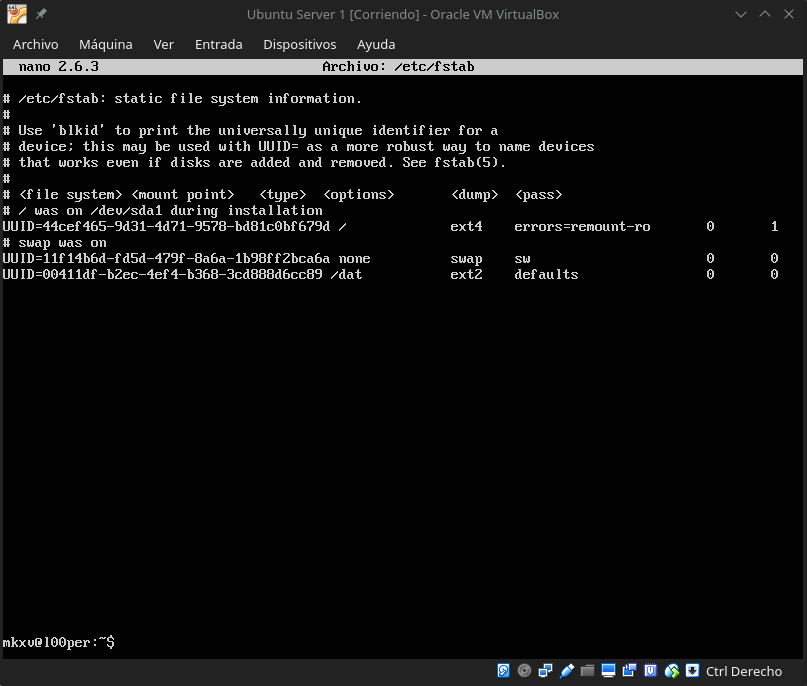 Ubuntu Server 1 [Corriendo] - Oracle VM VirtualBox
Archivo Máquina Ver Entrada Dispositivos Ayuda
nano 2.6.3 Archivo: /etc/fstab
# /etc/fstab: static file system information.
#
# Use 'blkid' to print the universally unique identifier for a
# device; this may be used with UUID= as a more robust way to name devices
# that works even if disks are added and removed. See fstab(5).
#
# <file system> <mount point> <type> <options> <dump> <pass>
# / was on /dev/sda1 during installation
UUID=44cef465-9d31-4d71-9578-bd81c0bf679d / ext4 errors=remount-ro 0 1
# swap was on
UUID=11f14b6d-fd5d-479f-8a6a-1b98ff2bca6a none swap sw 0 0
UUID=00411df-b2ec-4ef4-b368-3cd888d6cc89 /dat ext2 defaults 0 0
mkxv@l00per:~$
Ctrl Derecho